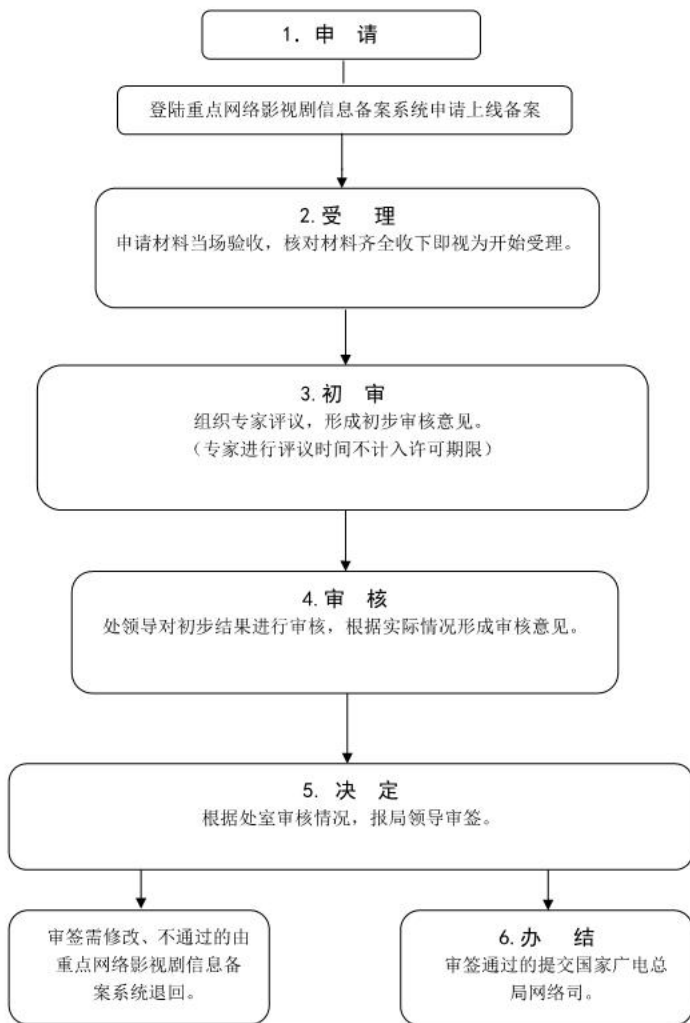 1. 申 请
登陆重点网络影视剧信息备案系统申请上线备案
2. 受 理
申请材料当场验收，核对材料齐全收下即视为开始受理。
3. 初 审
组织专家评议，形成初步审核意见。
（专家进行评议时间不计入许可期限）
4. 审 核
处领导对初步结果进行审核，根据实际情况形成审核意见。
5. 决 定
根据处室审核情况，报局领导审签。
审签需修改、不通过的由
重点网络影视剧信息备
案系统退回。
6. 办 结
审签通过的提交国家广电总
局网络司。